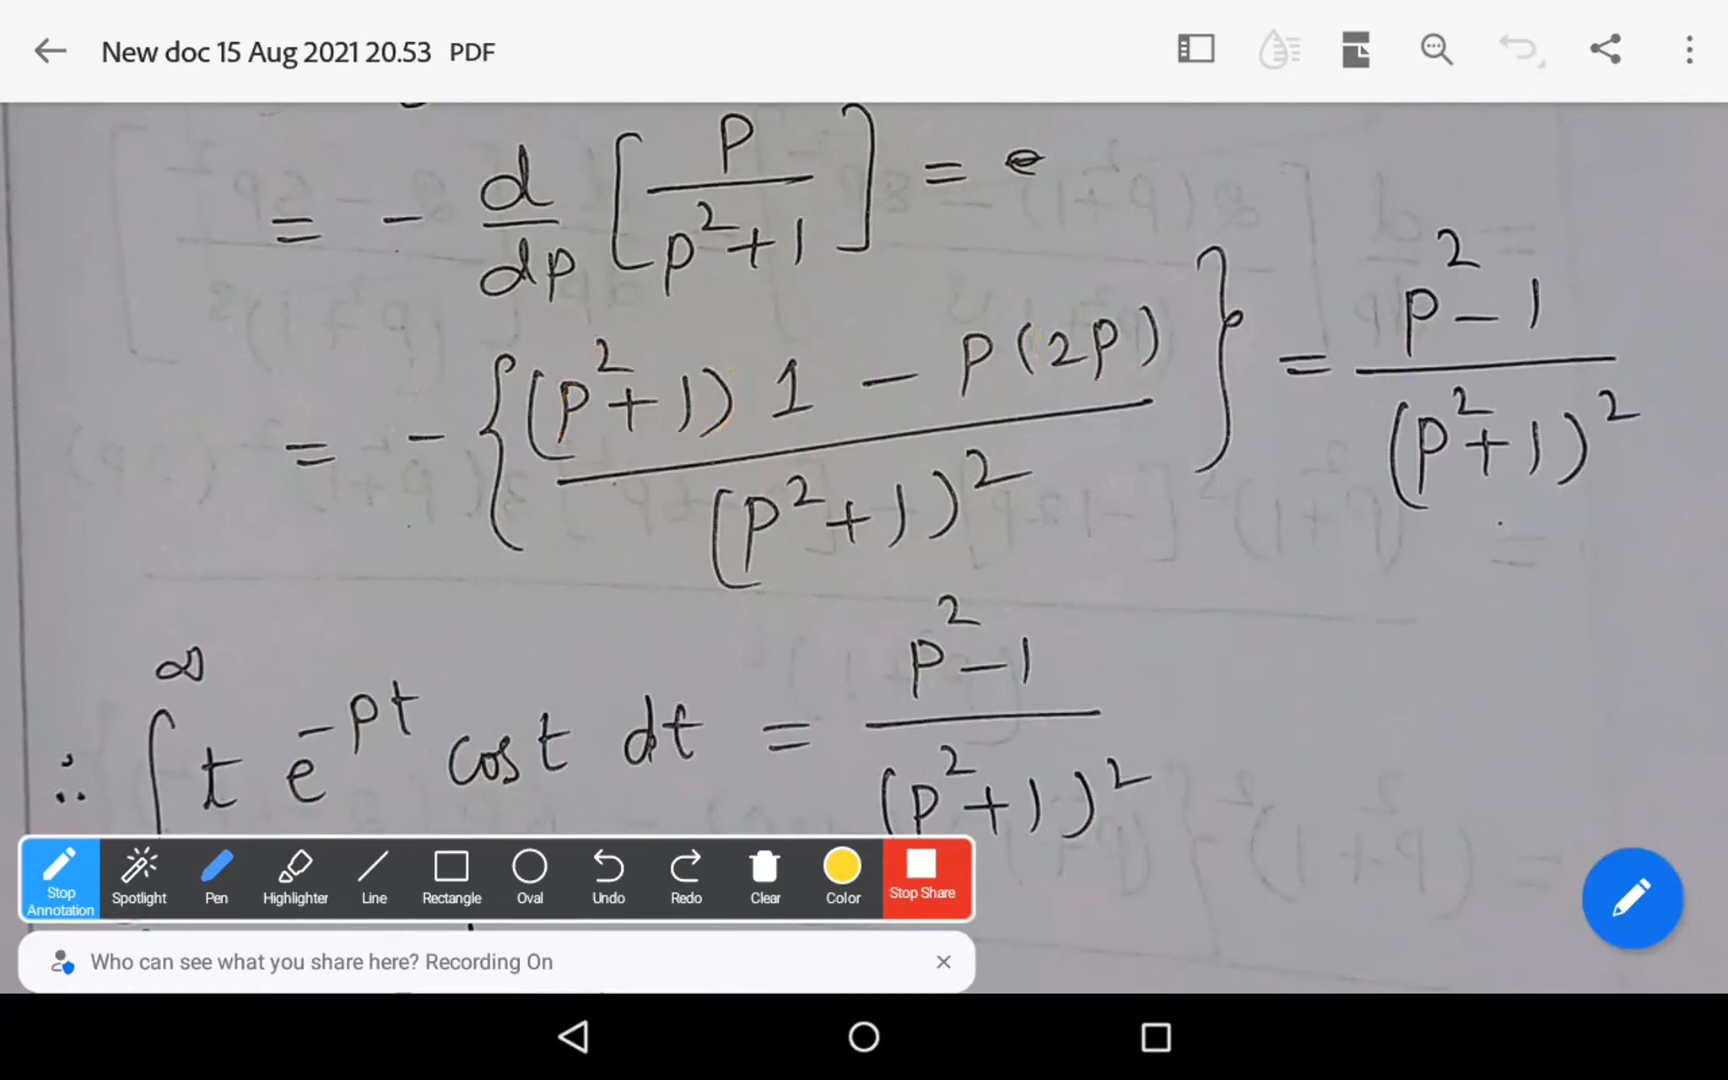 New doc 15 Aug 2021 20.53 PDF
= - d/dp [ P/(p²+1) ] = e
= - { ((p²+1) 1 - P(2P)) / (p²+1)² } = (p²-1)/(p²+1)²
∴ ∫ ∞ t e^-pt cos t dt = (p²-1)/(p²+1)²
Stop Annotation
Spotlight
Pen
Highlighter
Line
Rectangle
Oval
Undo
Redo
Clear
Color
Stop Share
Who can see what you share here? Recording On